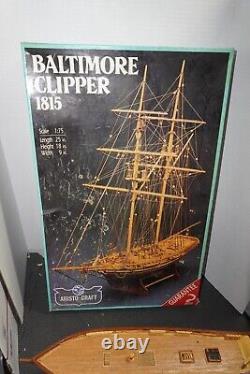 BALTIMORE
CLIPPER
1815
Scale 1:75
Length 25 in.
Height 18 in.
Width 9 in.
ARISTO-CRAFT
GUARANTEE